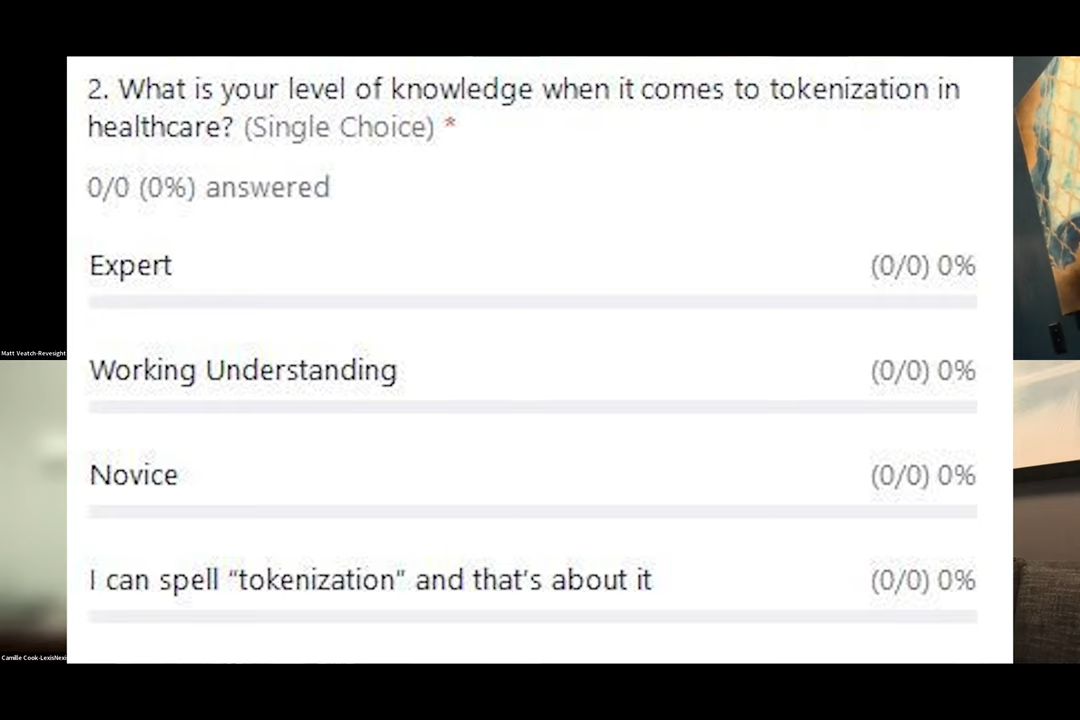 2. What is your level of knowledge when it comes to tokenization in
healthcare? (Single Choice) *
0/0 (0%) answered
Expert (0/0) 0%
Working Understanding (0/0) 0%
Novice (0/0) 0%
I can spell “tokenization” and that's about it (0/0) 0%
Matt Veatch-Revesight
Camille Cook-LexisNexi